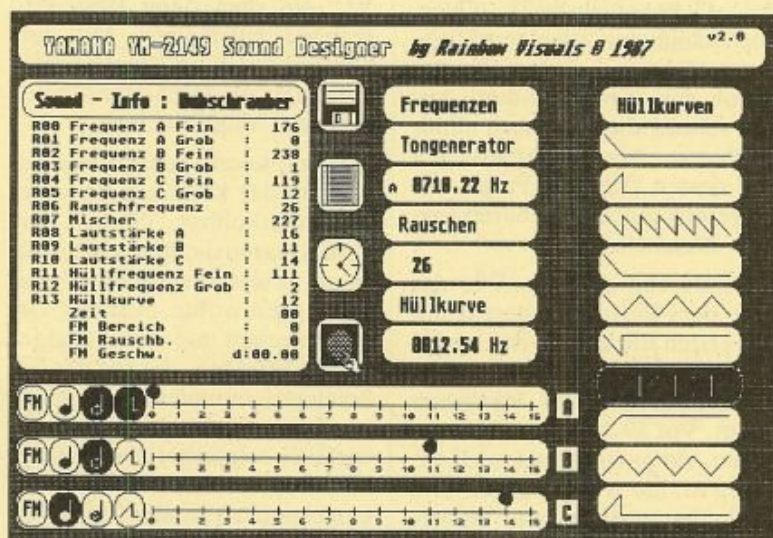 YAMAHA YM-2149 Sound Designer by Rainbow Visuals © 1987 v2.0
Sound - Info : Hubschrauber
R00 Frequenz A Fein : 176
R01 Frequenz A Grob : 0
R02 Frequenz B Fein : 238
R03 Frequenz B Grob : 1
R04 Frequenz C Fein : 119
R05 Frequenz C Grob : 12
R06 Rauschfrequenz : 26
R07 Mischer : 227
R08 Lautstärke A : 16
R09 Lautstärke B : 11
R10 Lautstärke C : 14
R11 Hüllfrequenz Fein : 111
R12 Hüllfrequenz Grob : 2
R13 Hüllkurve : 12
Zeit : 80
FM Bereich : 0
FM Rauschb. : 0
FM Geschw. d:00.00
Frequenzen
Tongenerator
A 0710.22 Hz
Rauschen
26
Hüllkurve
0012.54 Hz
Hüllkurven
FM 0 1 2 3 4 5 6 7 8 9 10 11 12 13 14 15 A
FM 0 1 2 3 4 5 6 7 8 9 10 11 12 13 14 15 B
FM 0 1 2 3 4 5 6 7 8 9 10 11 12 13 14 15 C